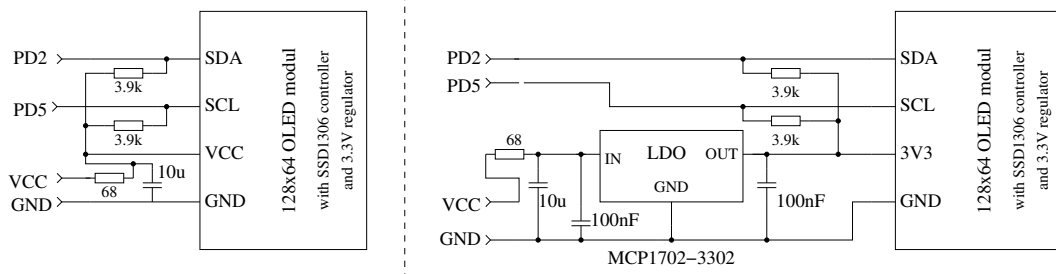 PD2
SDA
3.9k
PD5
SCL
3.9k
VCC
VCC
68
10u
GND
GND
128x64 OLED modul
with SSD1306 controller
and 3.3V regulator
PD2
SDA
PD5
3.9k
SCL
3.9k
68
IN
LDO
OUT
3V3
GND
VCC
10u
100nF
100nF
GND
GND
MCP1702-3302
128x64 OLED modul
with SSD1306 controller
and 3.3V regulator